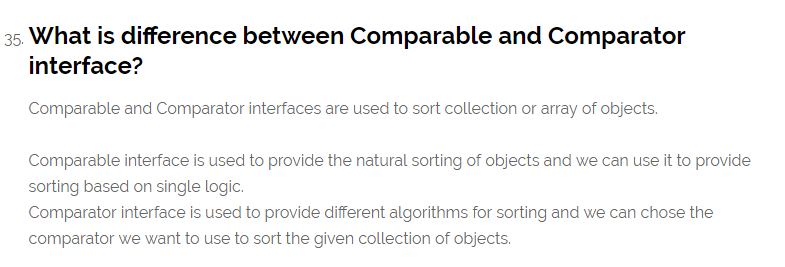 35. What is difference between Comparable and Comparator
interface?
Comparable and Comparator interfaces are used to sort collection or array of objects.
Comparable interface is used to provide the natural sorting of objects and we can use it to provide
sorting based on single logic.
Comparator interface is used to provide different algorithms for sorting and we can chose the
comparator we want to use to sort the given collection of objects.